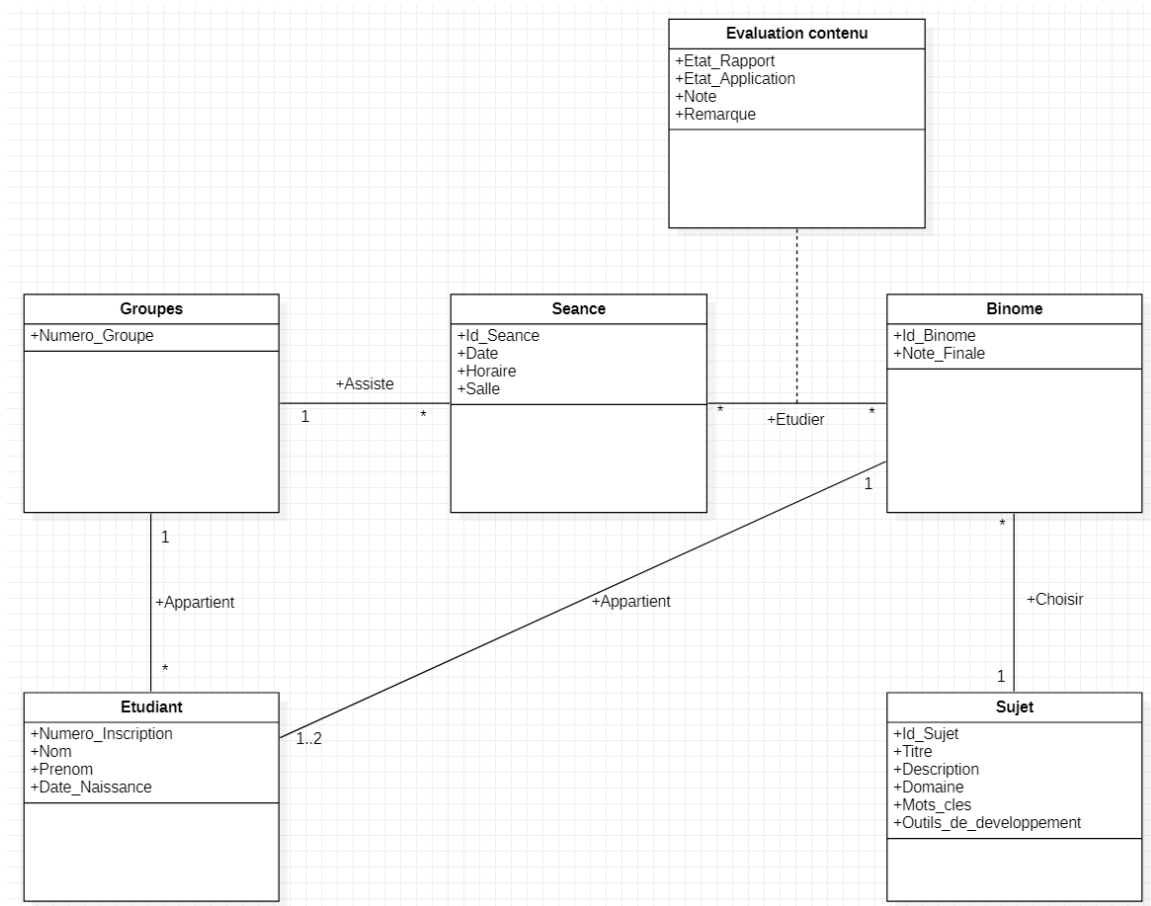 Evaluation contenu
+Etat_Rapport
+Etat_Application
+Note
+Remarque
Groupes
+Numero_Groupe
Seance
+Id_Seance
+Date
+Horaire
+Salle
Binome
+Id_Binome
+Note_Finale
+Assiste
1
*
*
+Etudier
*
1
+Appartient
*
1
+Appartient
1..2
*
+Choisir
1
Etudiant
+Numero_Inscription
+Nom
+Prenom
+Date_Naissance
Sujet
+Id_Sujet
+Titre
+Description
+Domaine
+Mots_cles
+Outils_de_developpement